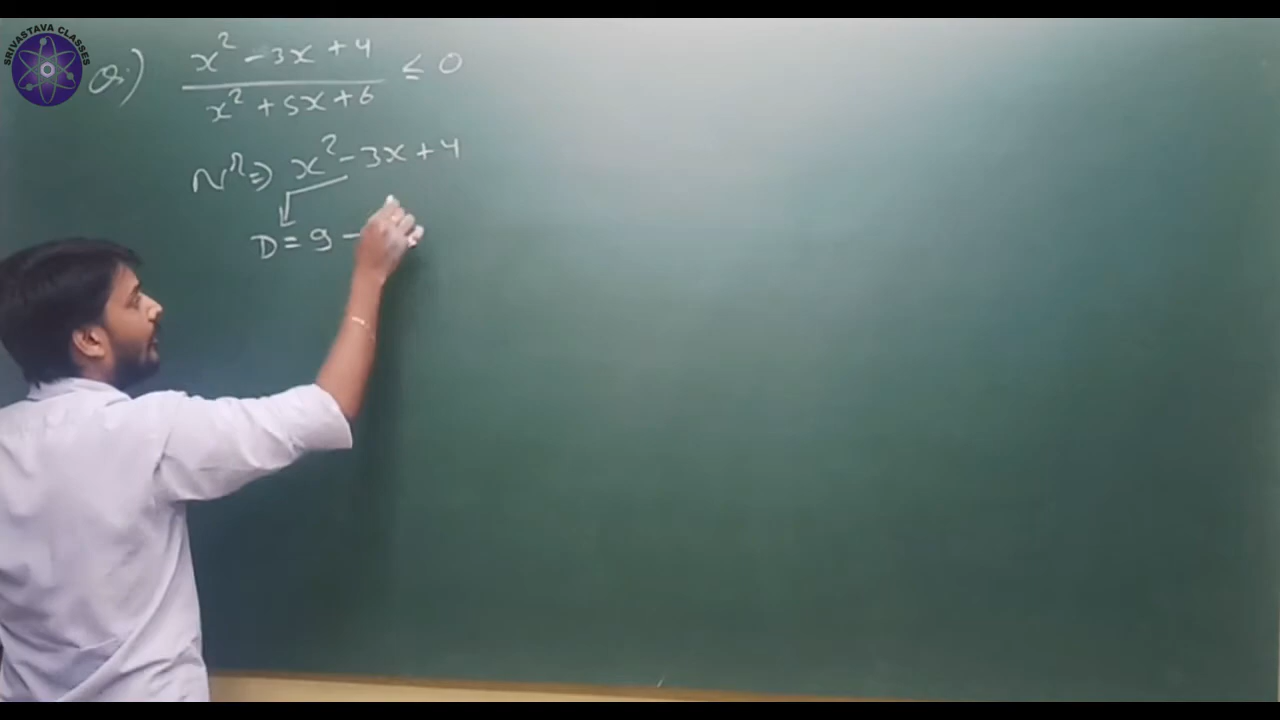 SRIVASTAVA CLASSES
Q.) x² - 3x + 4
x² + 5x + 6 ≤ 0
Nr ⇒ x² - 3x + 4
D = 9 -